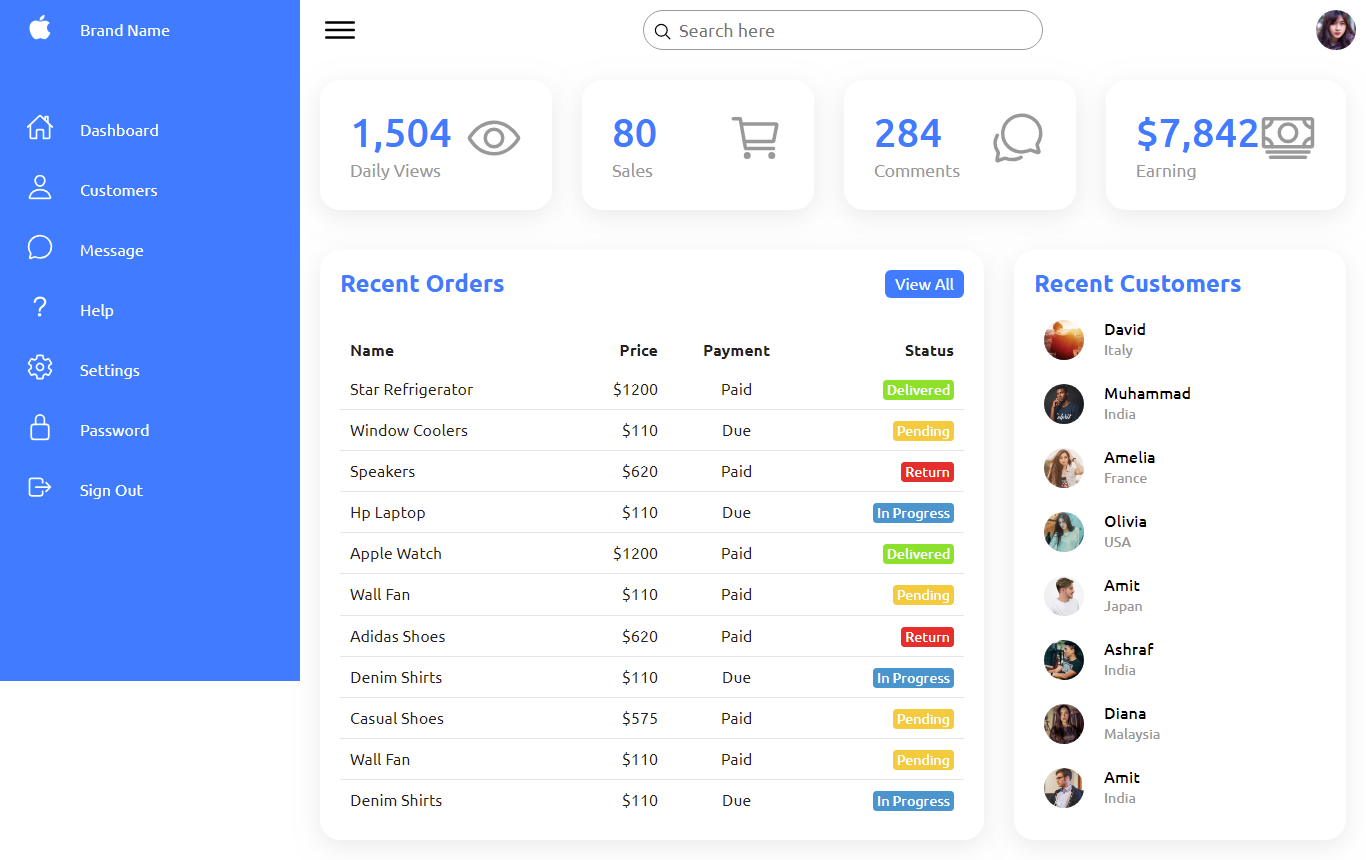 Brand Name
Search here
Dashboard
Customers
Message
Help
Settings
Password
Sign Out
1,504
Daily Views
80
Sales
284
Comments
$7,842
Earning
Recent Orders
View All
Name Price Payment Status
Star Refrigerator $1200 Paid Delivered
Window Coolers $110 Due Pending
Speakers $620 Paid Return
Hp Laptop $110 Due In Progress
Apple Watch $1200 Paid Delivered
Wall Fan $110 Paid Pending
Adidas Shoes $620 Paid Return
Denim Shirts $110 Due In Progress
Casual Shoes $575 Paid Pending
Wall Fan $110 Paid Pending
Denim Shirts $110 Due In Progress
Recent Customers
David
Italy
Muhammad
India
Amelia
France
Olivia
USA
Amit
Japan
Ashraf
India
Diana
Malaysia
Amit
India